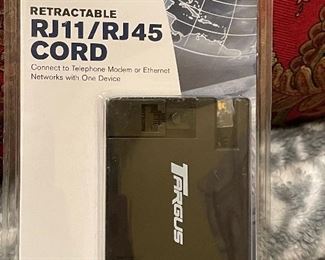 RETRACTABLE
RJ11/RJ45
CORD
Connect to Telephone Modem or Ethernet
Networks with One Device
TARGUS